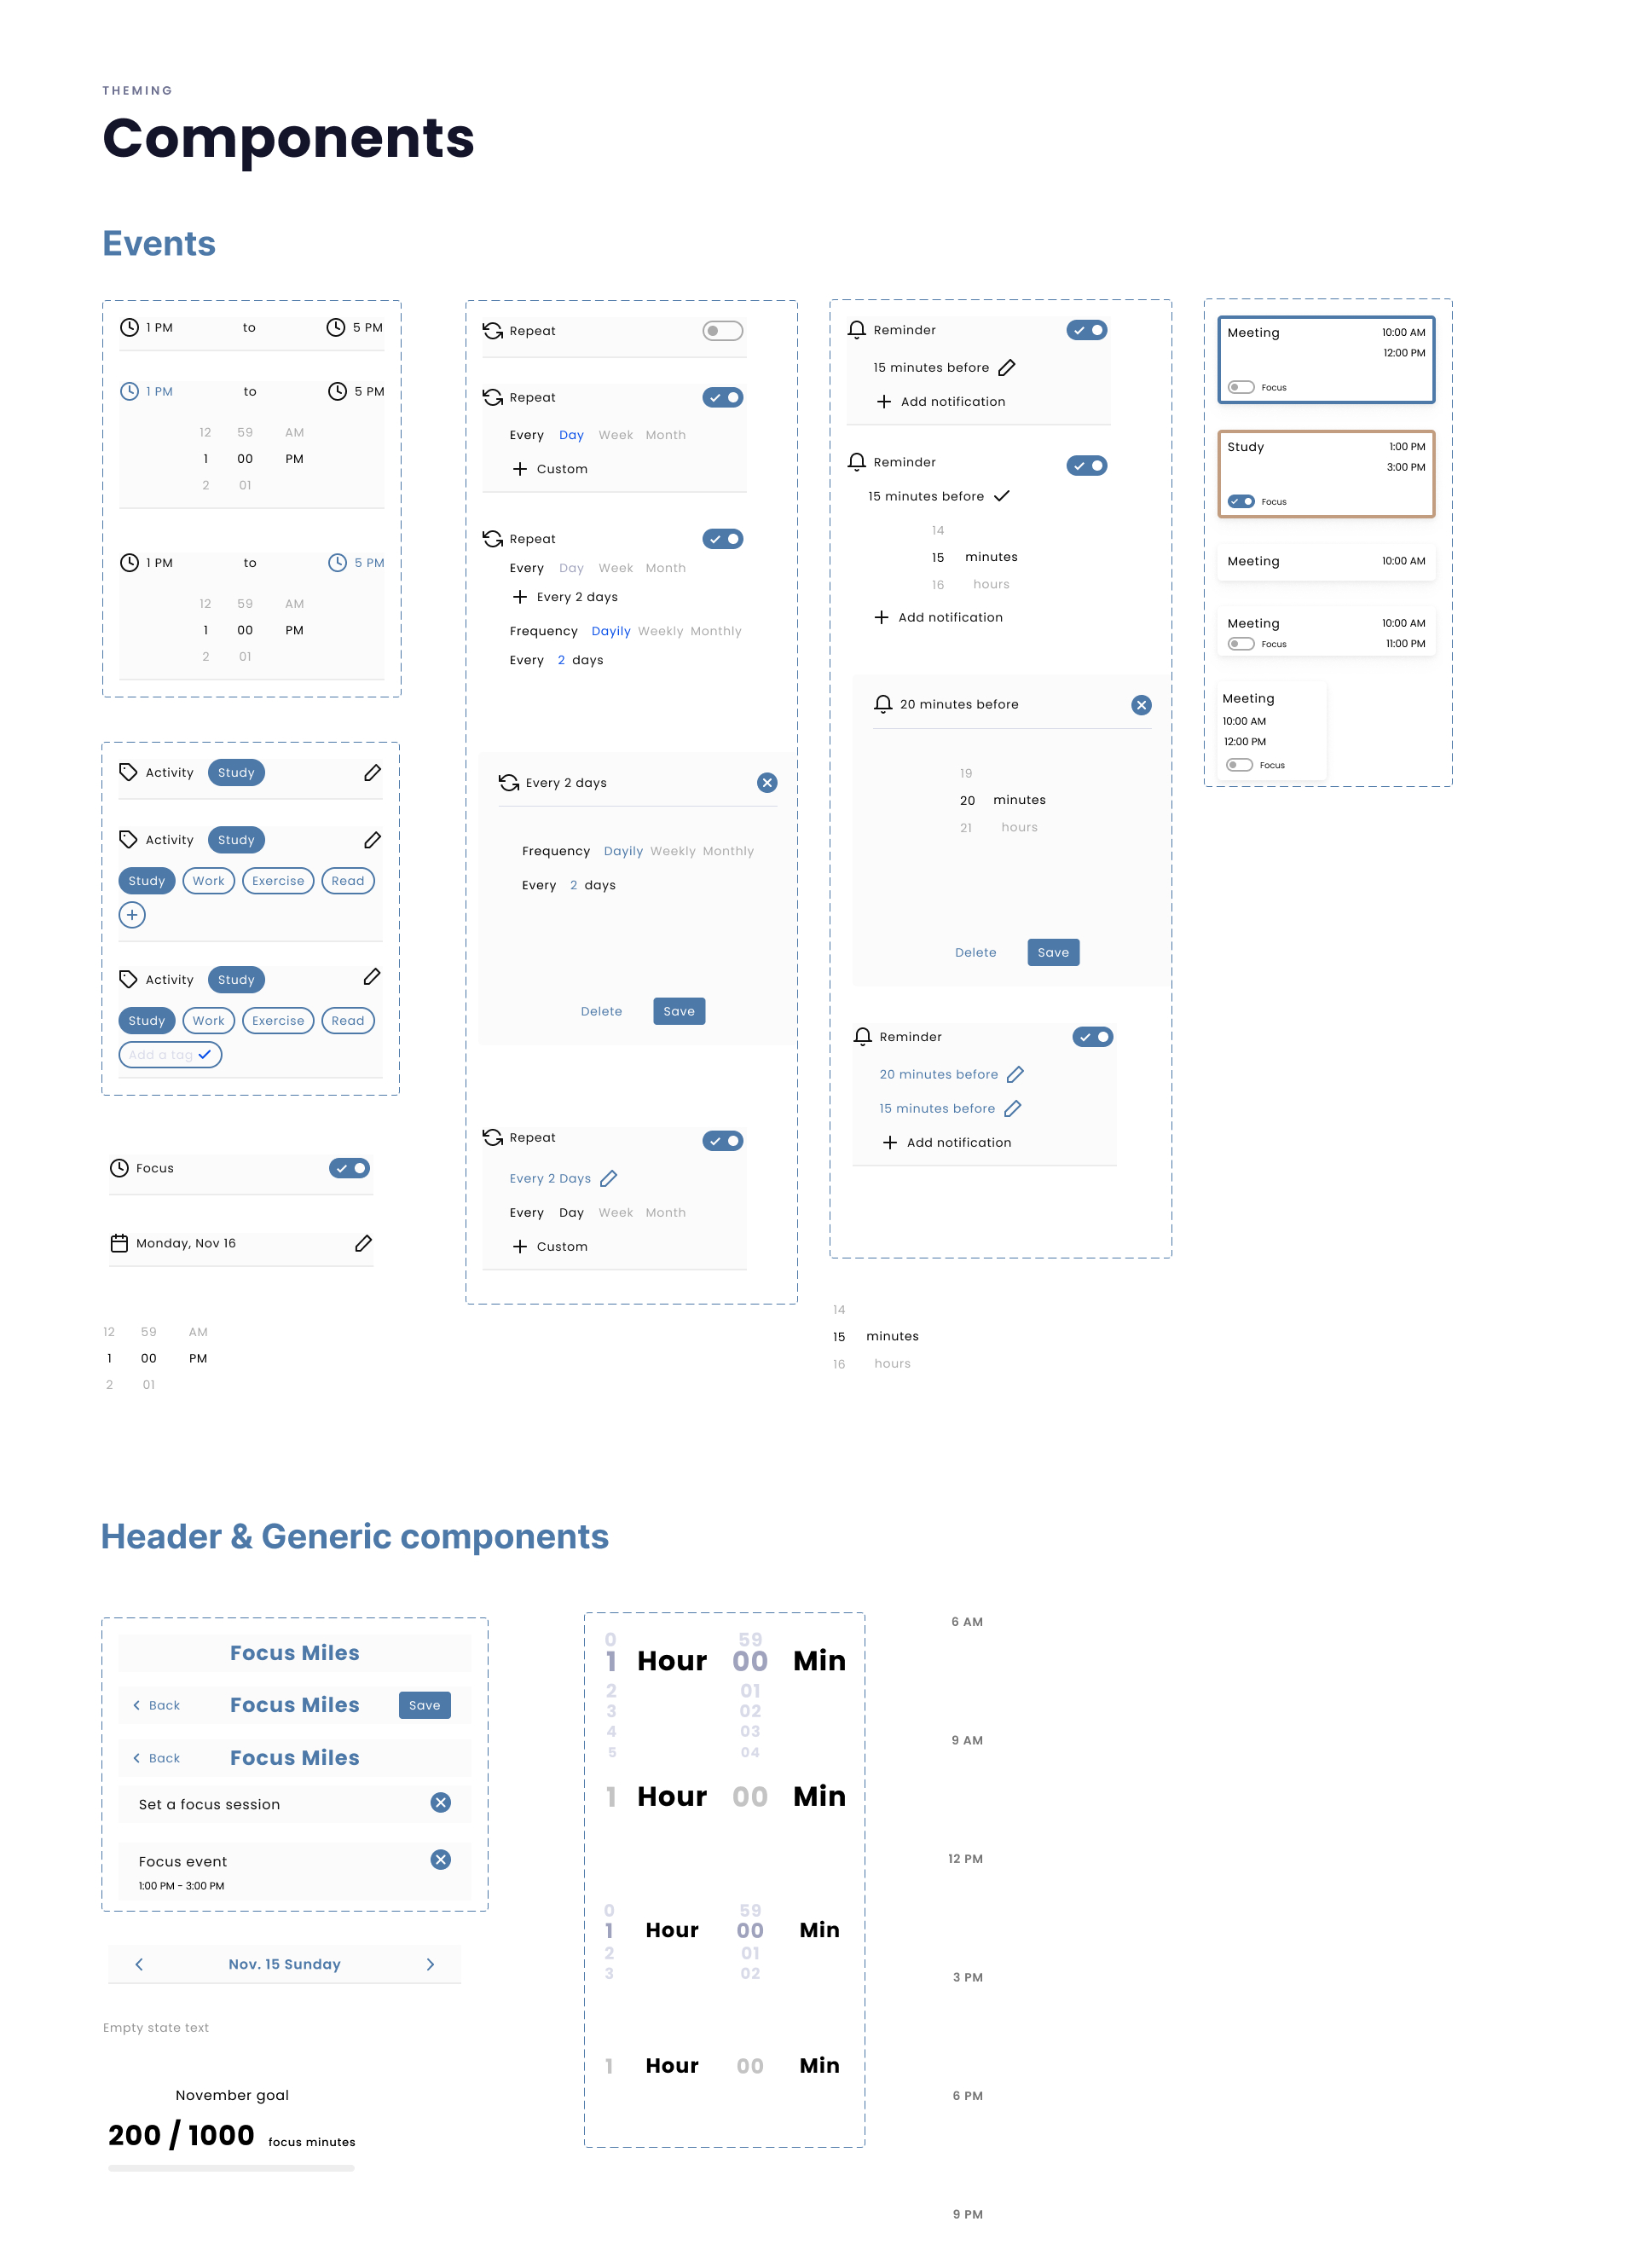 THEMING
Components
Events
1 PM to 5 PM
1 PM to 5 PM
12 59 AM
1 00 PM
2 01
1 PM to 5 PM
12 59 AM
1 00 PM
2 01
Activity Study
Activity Study
Study Work Exercise Read
Activity Study
Study Work Exercise Read
Add a tag
Focus
Monday, Nov 16
12 59 AM
1 00 PM
2 01
Repeat
Repeat
Every Day Week Month
Custom
Repeat
Every Day Week Month
Every 2 days
Frequency Dayily Weekly Monthly
Every 2 days
Every 2 days
Frequency Dayily Weekly Monthly
Every 2 days
Delete Save
Repeat
Every 2 Days
Every Day Week Month
Custom
Reminder
15 minutes before
Add notification
Reminder
15 minutes before
14
15 minutes
16 hours
Add notification
20 minutes before
19
20 minutes
21 hours
Delete Save
Reminder
20 minutes before
15 minutes before
Add notification
14
15 minutes
16 hours
Meeting 10:00 AM
12:00 PM
Focus
Study 1:00 PM
3:00 PM
Focus
Meeting 10:00 AM
Meeting 10:00 AM
Focus 11:00 PM
Meeting
10:00 AM
12:00 PM
Focus
Header & Generic components
Focus Miles
Back Focus Miles Save
Back Focus Miles
Set a focus session
Focus event
1:00 PM - 3:00 PM
Nov. 15 Sunday
Empty state text
November goal
200 / 1000 focus minutes
0 59
1 Hour 00 Min
2 01
3 02
4 03
5 04
1 Hour 00 Min
0 59
1 Hour 00 Min
2 01
3 02
1 Hour 00 Min
6 AM
9 AM
12 PM
3 PM
6 PM
9 PM